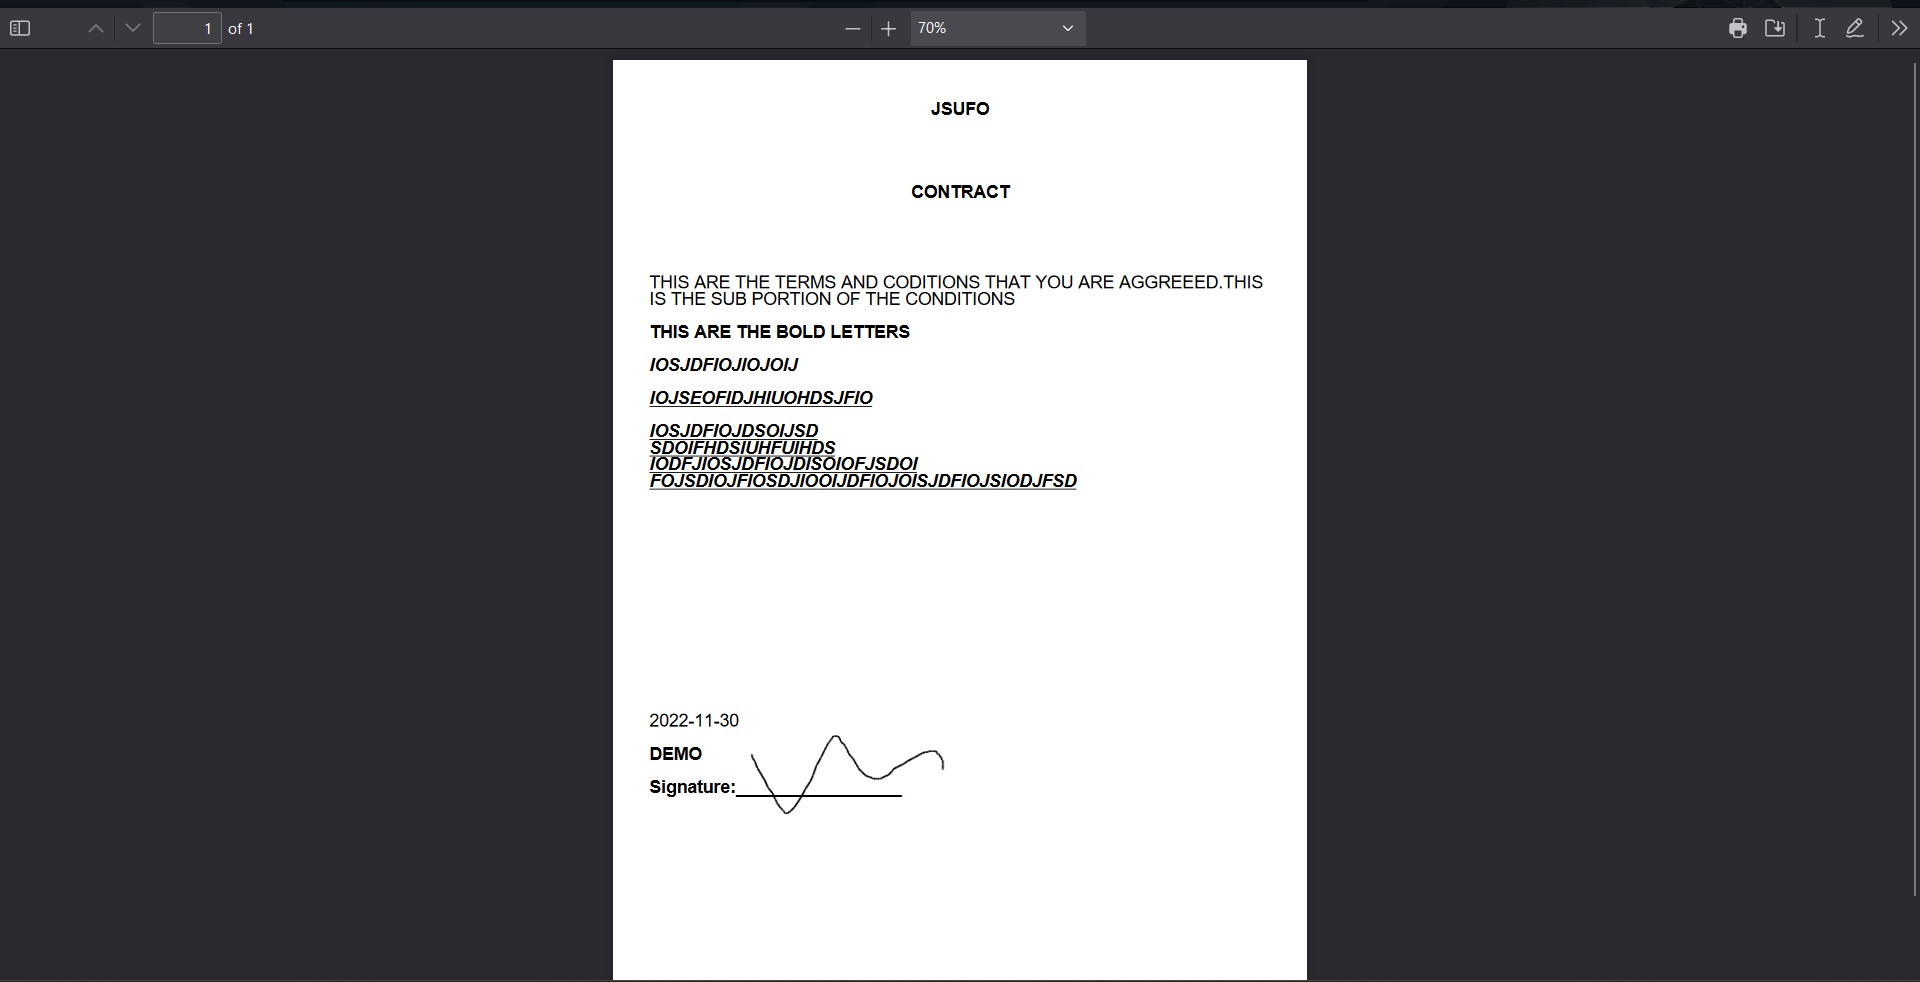 1 of 1
70%
JSUFO
CONTRACT
THIS ARE THE TERMS AND CODITIONS THAT YOU ARE AGGREEED.THIS
IS THE SUB PORTION OF THE CONDITIONS
THIS ARE THE BOLD LETTERS
IOSJDFIOJIOJOIJ
IOJSEOFIDJHIUOHDSJFIO
IOSJDFIOJDSOIJSD
SDOIFHDSIUHFUIHDS
IODFJIOSJDFIOJDISOIOFJSDOI
FOJSDIOJFIOSDJIOOIJDFIOJOISJDFIOJSIODJFSD
2022-11-30
DEMO
Signature: